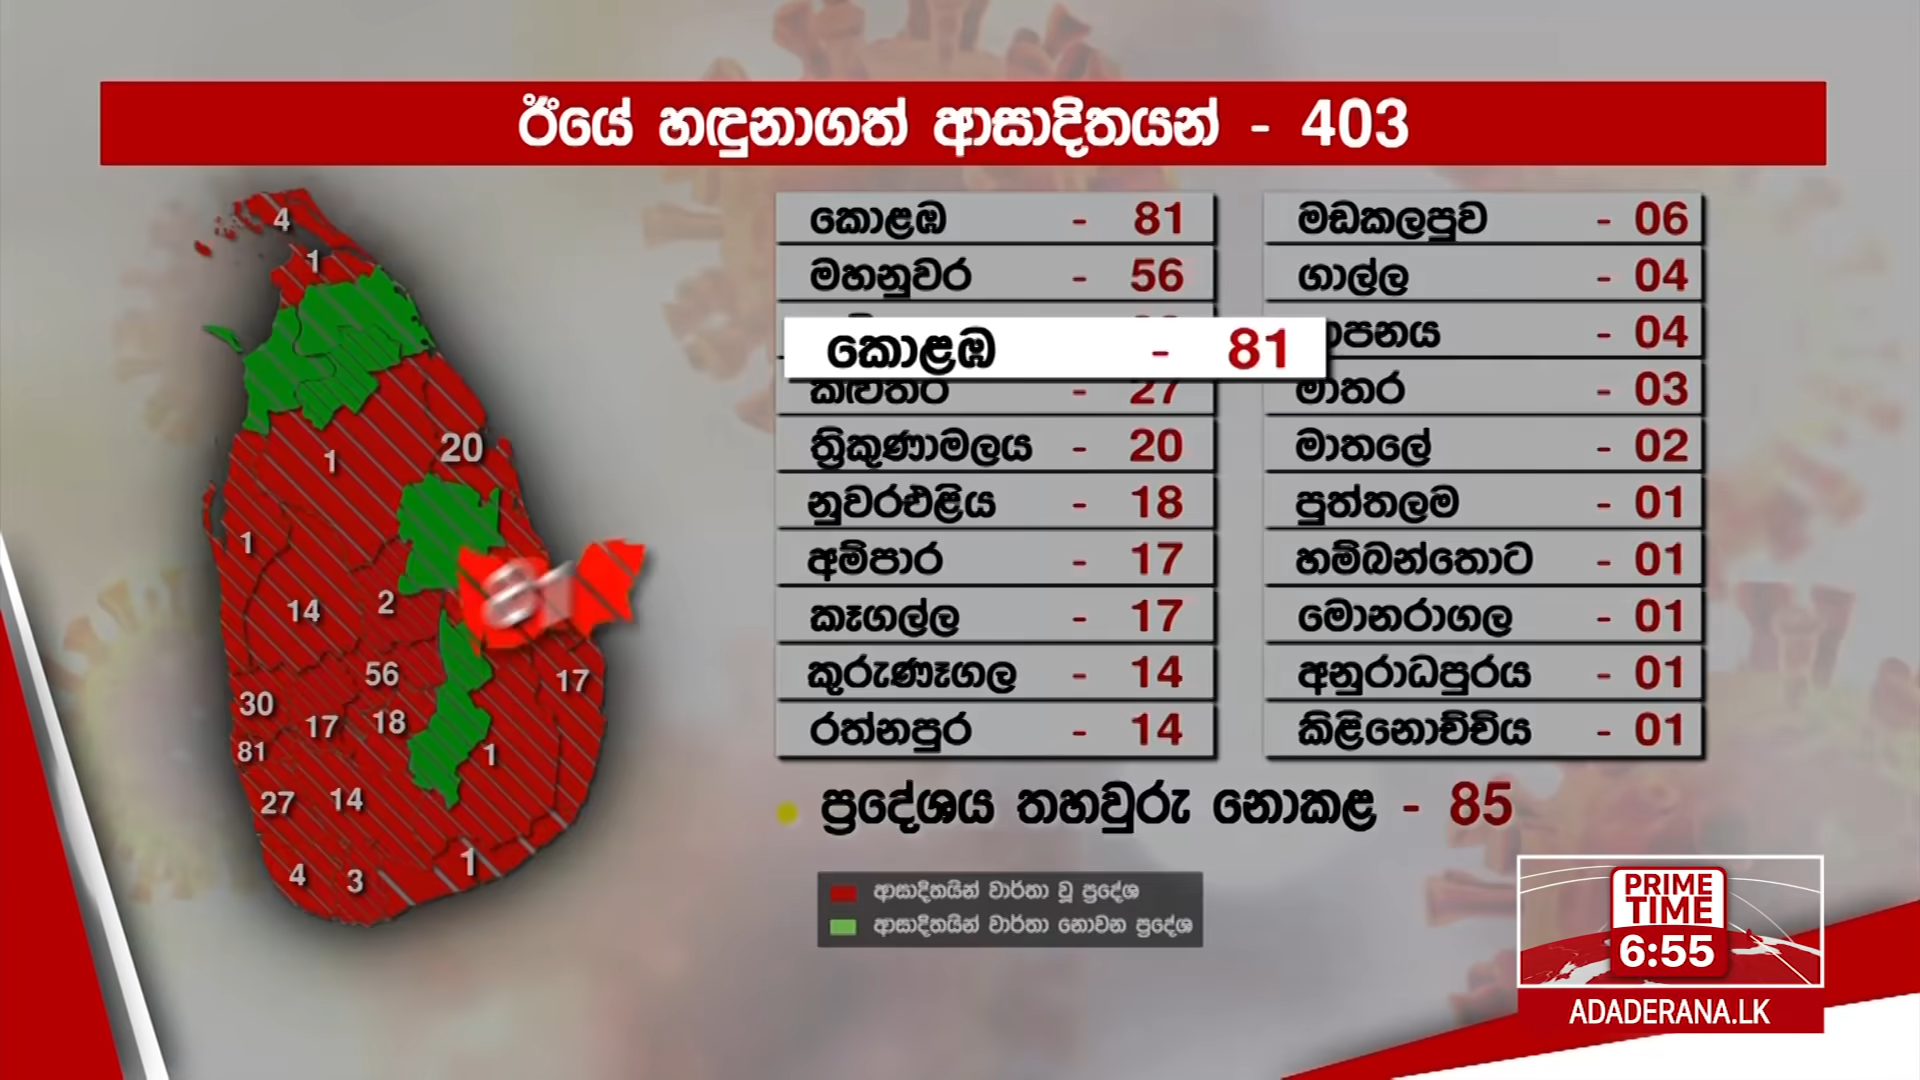 ඊයේ හඳුනාගත් ආසාදිතයන් - 403
කොළඹ - 81
මහනුවර - 56
කොළඹ - 81
කළුතර - 27
ත්‍රිකුණාමලය - 20
නුවරඑළිය - 18
අම්පාර - 17
කෑගල්ල - 17
කුරුණෑගල - 14
රත්නපුර - 14
මඩකලපුව - 06
ගාල්ල - 04
- 04
මාතර - 03
මාතලේ - 02
පුත්තලම - 01
හම්බන්තොට - 01
මොනරාගල - 01
අනුරාධපුරය - 01
කිළිනොච්චිය - 01
ප්‍රදේශය තහවුරු නොකළ - 85
ආසාදිතයින් වාර්තා වූ ප්‍රදේශ
ආසාදිතයින් වාර්තා නොවන ප්‍රදේශ
4
1
1
20
1
14
2
81
56
17
30
17
18
81
1
27
14
4
3
1
PRIME
TIME
6:55
ADADERANA.LK